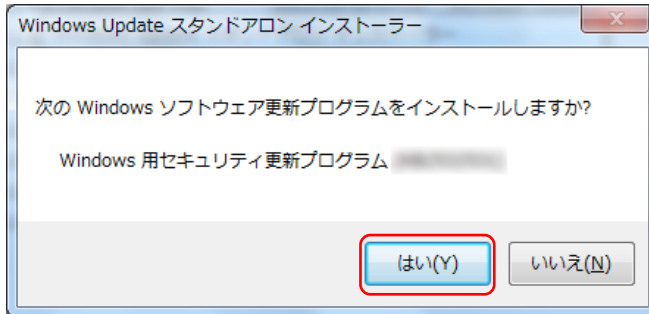 Windows Update スタンドアロン インストーラー
次の Windows ソフトウェア更新プログラムをインストールしますか?
Windows 用セキュリティ更新プログラム
はい(Y)
いいえ(N)